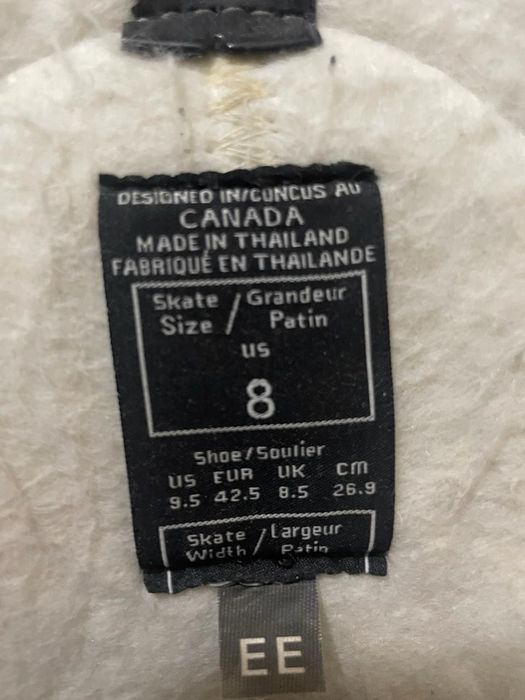 DESIGNED IN/CONCUS AU
CANADA
MADE IN THAILAND
FABRIQUÉ EN THAILANDE
Skate / Grandeur
Size / Patin
US
8
Shoe/Soulier
US EUR UK CM
9.5 42.5 8.5 26.9
Skate / Largeur
Width / Patin
EE